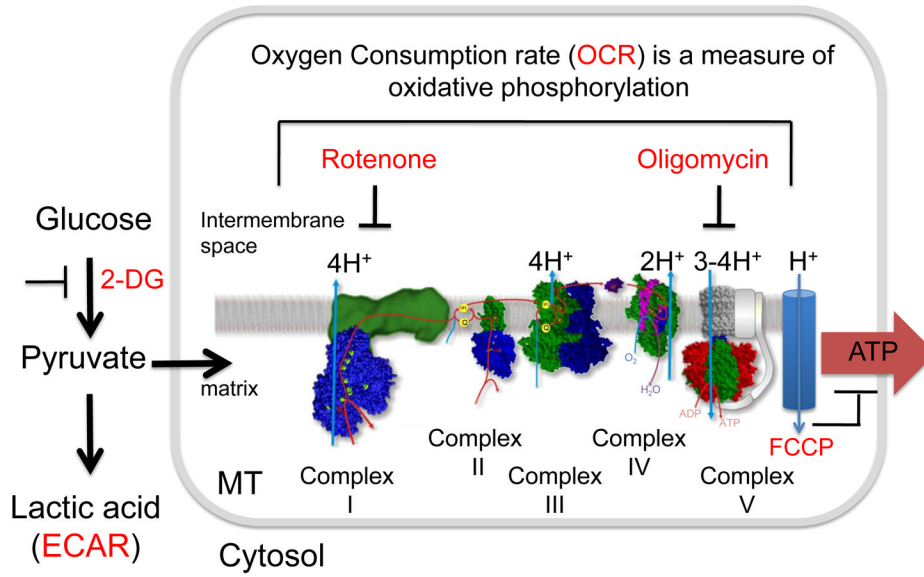 Oxygen Consumption rate (OCR) is a measure of
oxidative phosphorylation
Rotenone
Oligomycin
Glucose
2-DG
Pyruvate
Lactic acid
(ECAR)
Intermembrane
space
4H⁺
4H⁺
2H⁺
3-4H⁺
H⁺
Q
Q
O₂
H₂O
ADP
ATP
ATP
matrix
FCCP
Complex
I
Complex
II
Complex
III
Complex
IV
Complex
V
MT
Cytosol